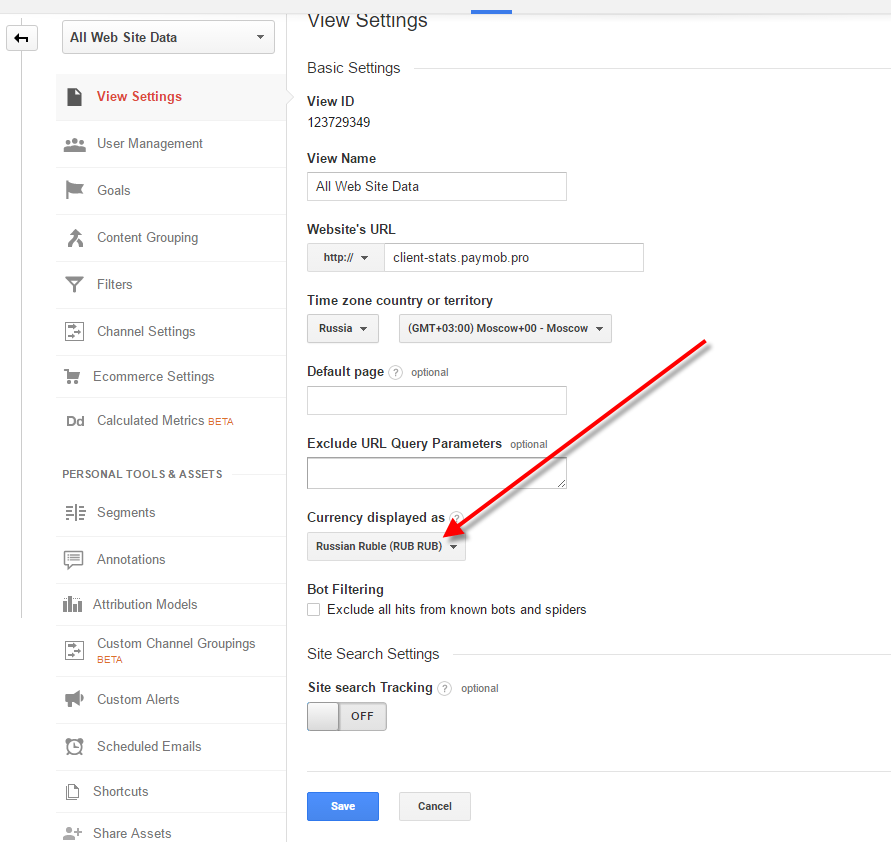 All Web Site Data
View Settings
User Management
Goals
Content Grouping
Filters
Channel Settings
Ecommerce Settings
Dd Calculated Metrics BETA
PERSONAL TOOLS & ASSETS
Segments
Annotations
Attribution Models
Custom Channel Groupings
BETA
Custom Alerts
Scheduled Emails
Shortcuts
Share Assets
View Settings
Basic Settings
View ID
123729349
View Name
All Web Site Data
Website's URL
http:// client-stats.paymob.pro
Time zone country or territory
Russia (GMT+03:00) Moscow+00 - Moscow
Default page ? optional
Exclude URL Query Parameters optional
Currency displayed as ?
Russian Ruble (RUB RUB)
Bot Filtering
Exclude all hits from known bots and spiders
Site Search Settings
Site search Tracking ? optional
OFF
Save Cancel